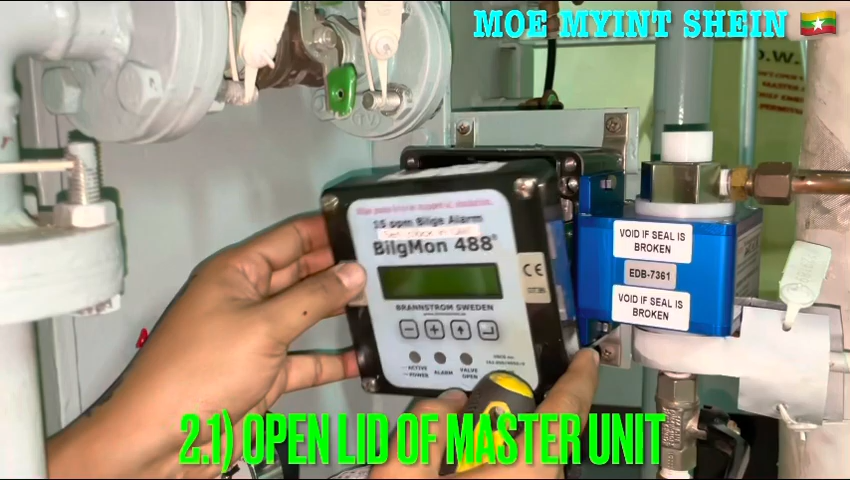 MOE MYINT SHEIN
15 ppm Bilge Alarm
BilgMon 488®
BRANNSTROM SWEDEN
ACTIVE
POWER
ALARM
VALVE
OPEN
CE
VOID IF SEAL IS
BROKEN
EDB-7361
VOID IF SEAL IS
BROKEN
2.1) OPEN LID OF MASTER UNIT